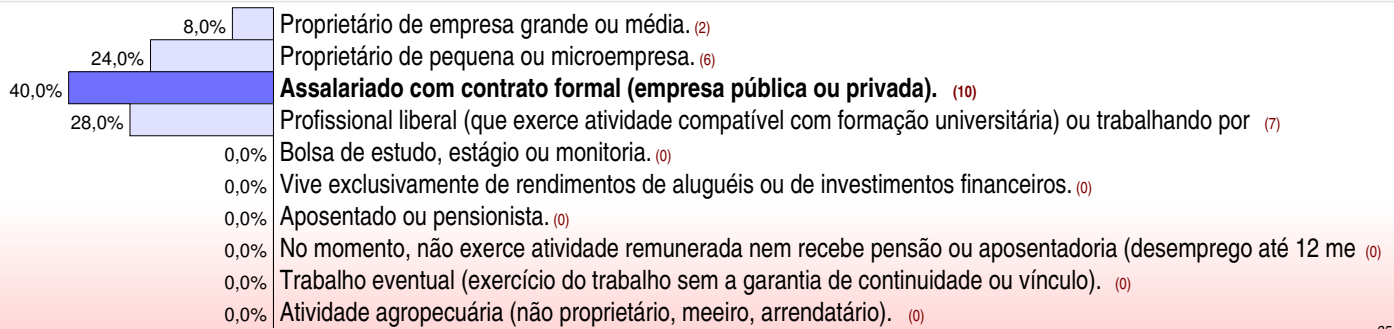 8,0% Proprietário de empresa grande ou média. (2)
24,0% Proprietário de pequena ou microempresa. (6)
40,0% Assalariado com contrato formal (empresa pública ou privada). (10)
28,0% Profissional liberal (que exerce atividade compatível com formação universitária) ou trabalhando por (7)
0,0% Bolsa de estudo, estágio ou monitoria. (0)
0,0% Vive exclusivamente de rendimentos de aluguéis ou de investimentos financeiros. (0)
0,0% Aposentado ou pensionista. (0)
0,0% No momento, não exerce atividade remunerada nem recebe pensão ou aposentadoria (desemprego até 12 me (0)
0,0% Trabalho eventual (exercício do trabalho sem a garantia de continuidade ou vínculo). (0)
0,0% Atividade agropecuária (não proprietário, meeiro, arrendatário). (0)